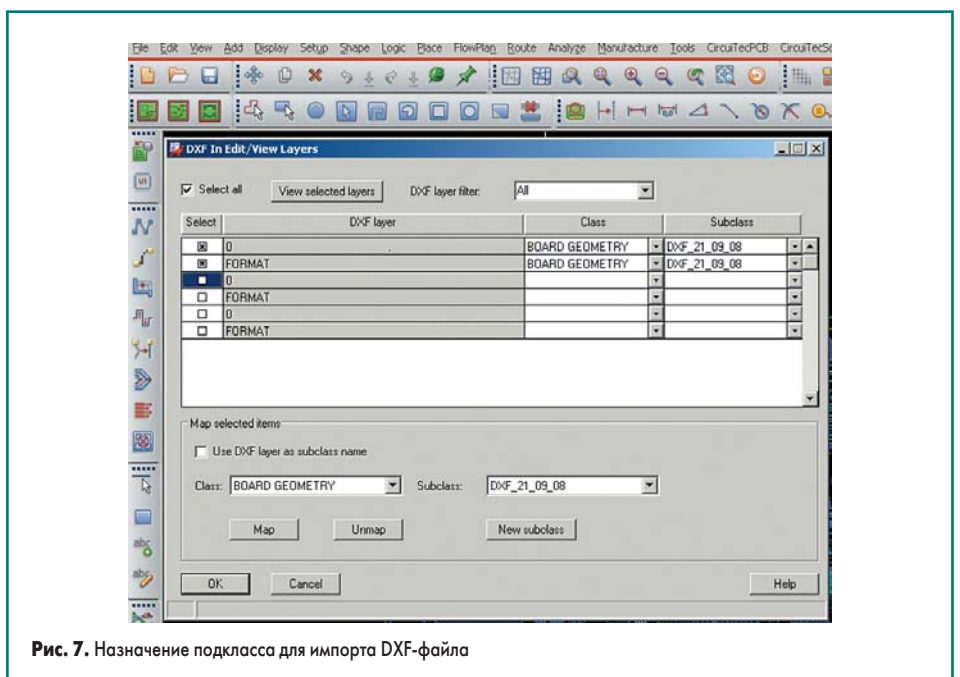 File Edit View Add Display Setup Shape Logic Place FlowPlan Route Analyze Manufacture Tools CircuiTecPCB
DXF In Edit/View Layers
Select all View selected layers DXF layer filter: All
Select DXF layer Class Subclass
0 BOARD GEOMETRY DXF_21_09_08
FORMAT BOARD GEOMETRY DXF_21_09_08
0
FORMAT
0
FORMAT
Map selected items
Use DXF layer as subclass name
Class: BOARD GEOMETRY Subclass: DXF_21_09_08
Map Unmap New subclass
OK Cancel Help
abc
abc
Рис. 7. Назначение подкласса для импорта DXF-файла